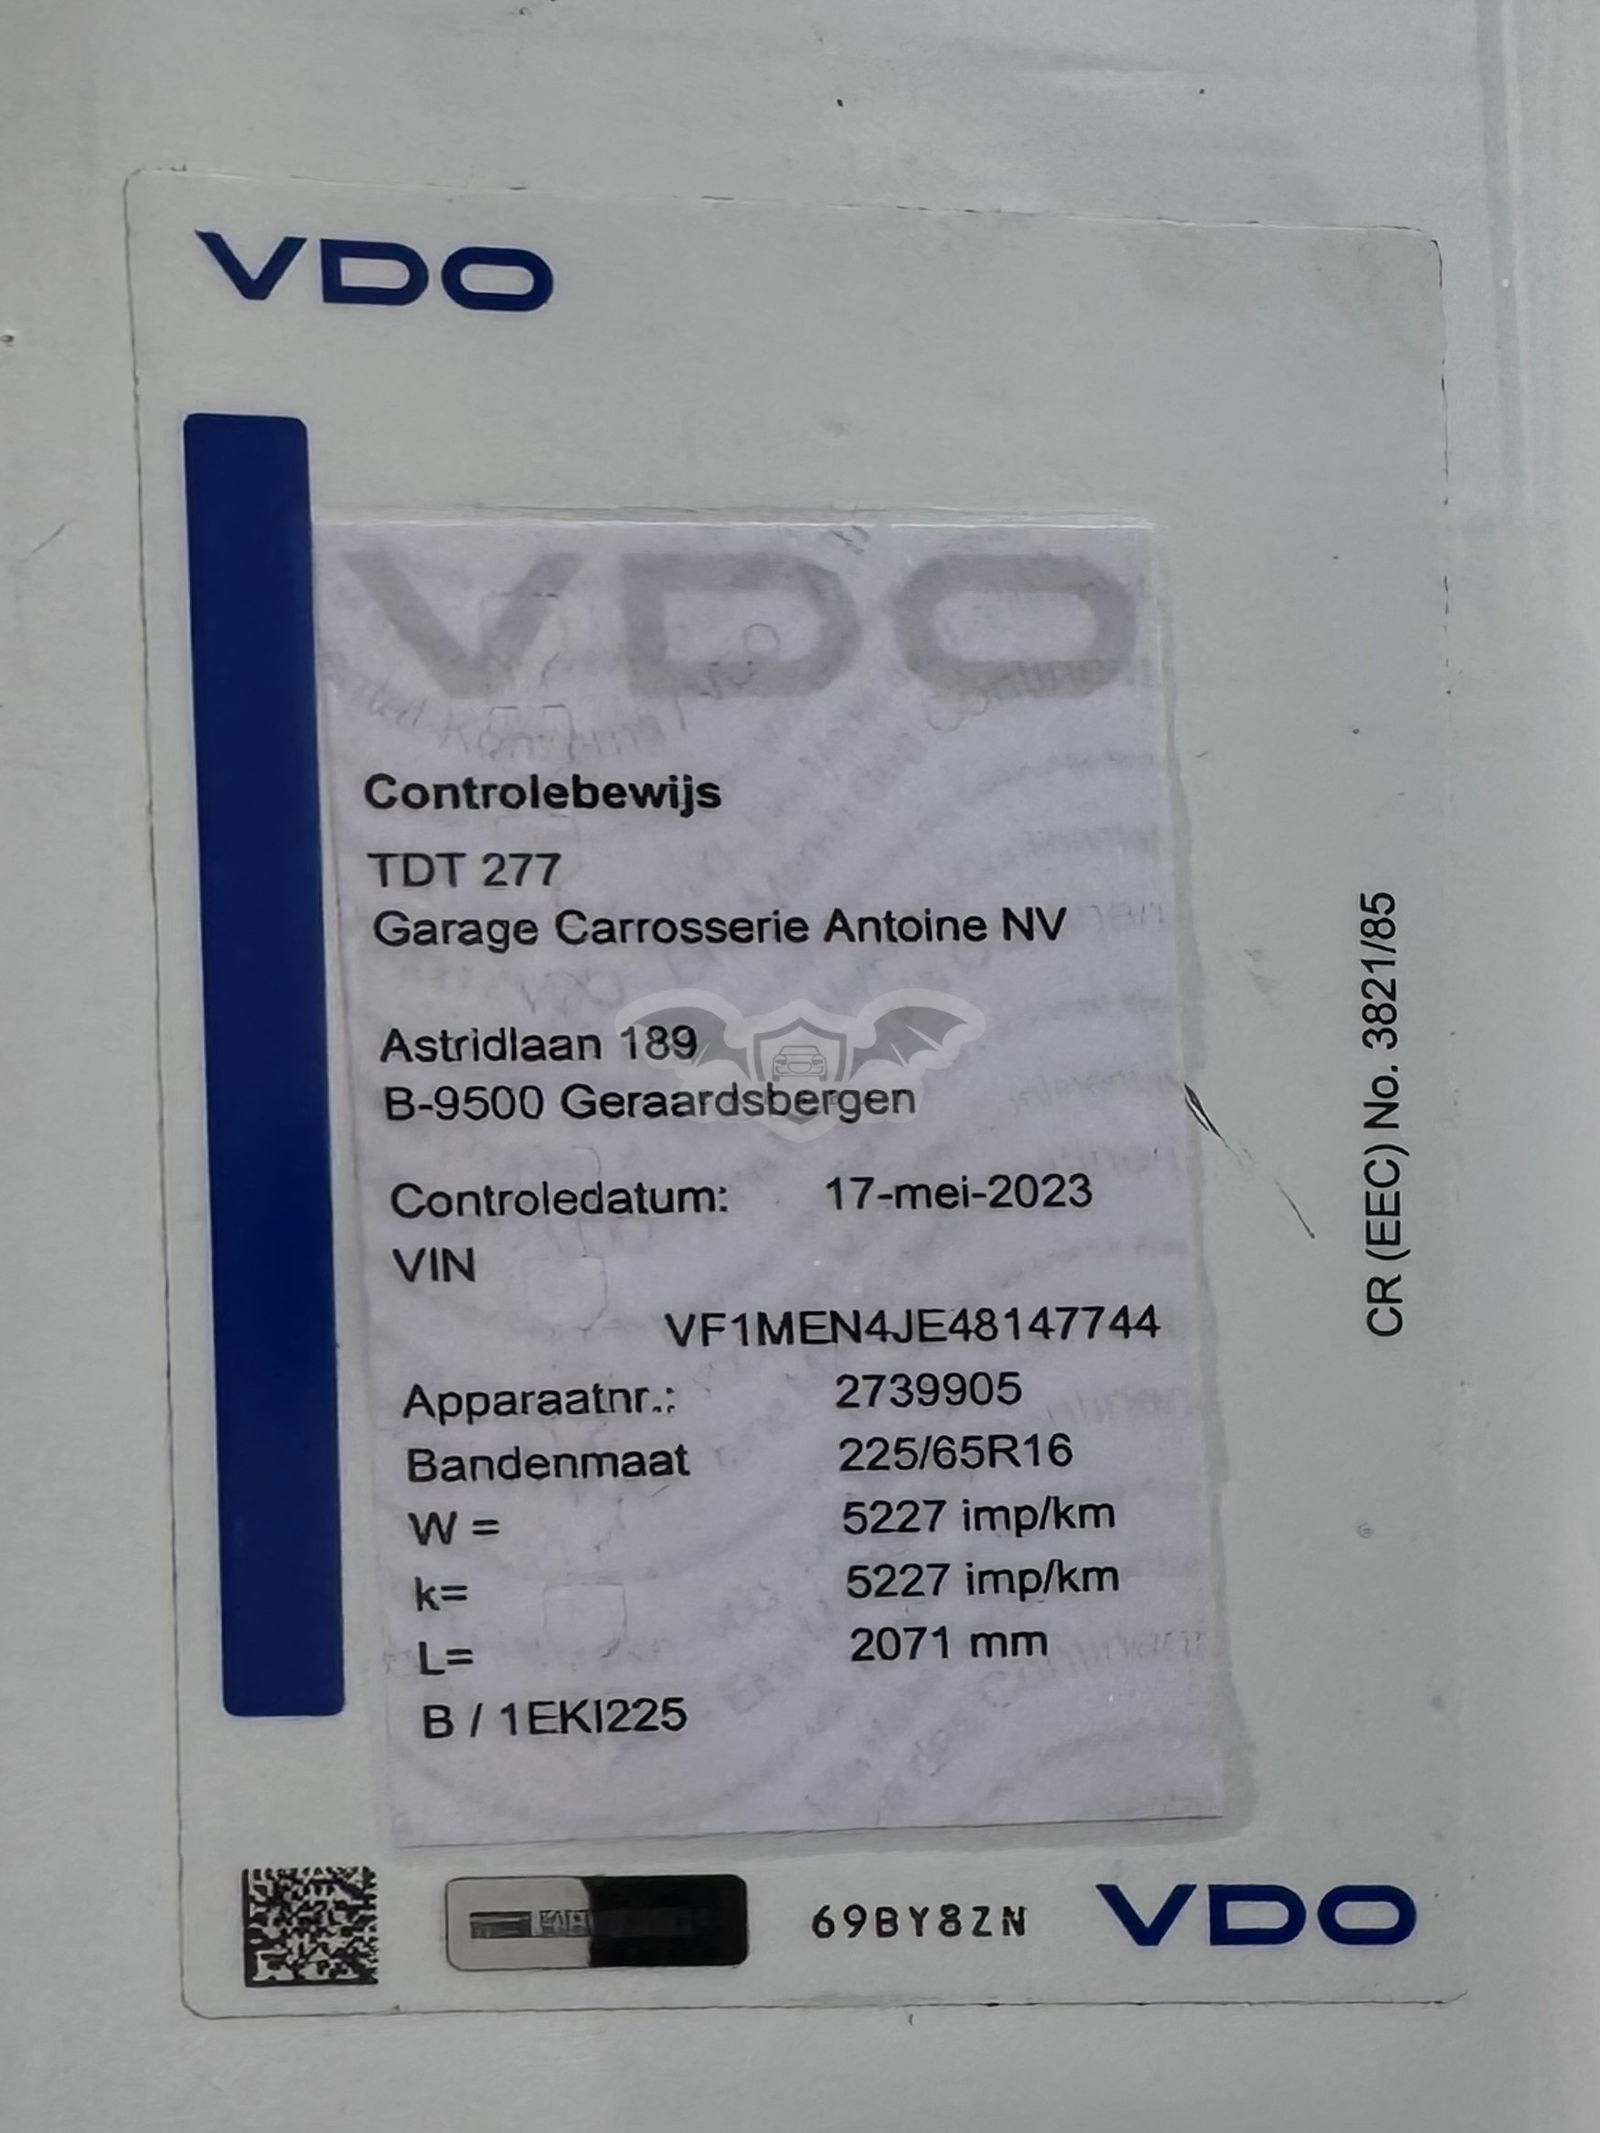 VDO
VDO
Controlebewijs
TDT 277
Garage Carrosserie Antoine NV
Astridlaan 189
B-9500 Geraardsbergen
Controledatum: 17-mei-2023
VIN
VF1MEN4JE48147744
Apparaatnr.: 2739905
Bandenmaat 225/65R16
W = 5227 imp/km
k= 5227 imp/km
L= 2071 mm
B / 1EKI225
CR (EEC) No. 3821/85
69BY8ZN VDO